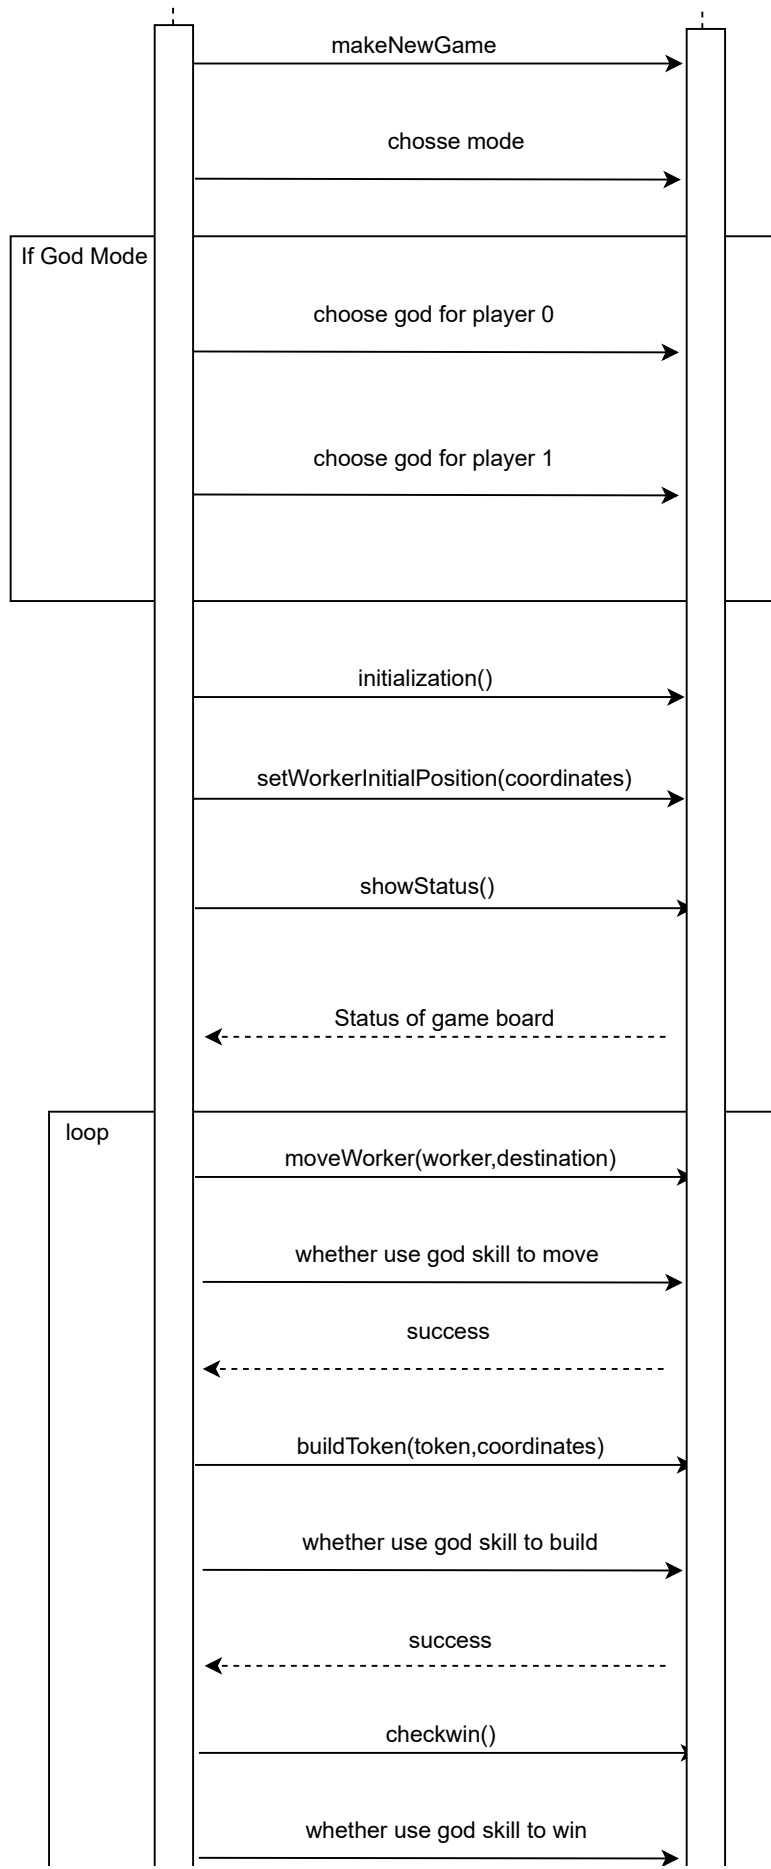 makeNewGame
chosse mode
If God Mode
choose god for player 0
choose god for player 1
initialization()
setWorkerInitialPosition(coordinates)
showStatus()
Status of game board
loop
moveWorker(worker,destination)
whether use god skill to move
success
buildToken(token,coordinates)
whether use god skill to build
success
checkwin()
whether use god skill to win